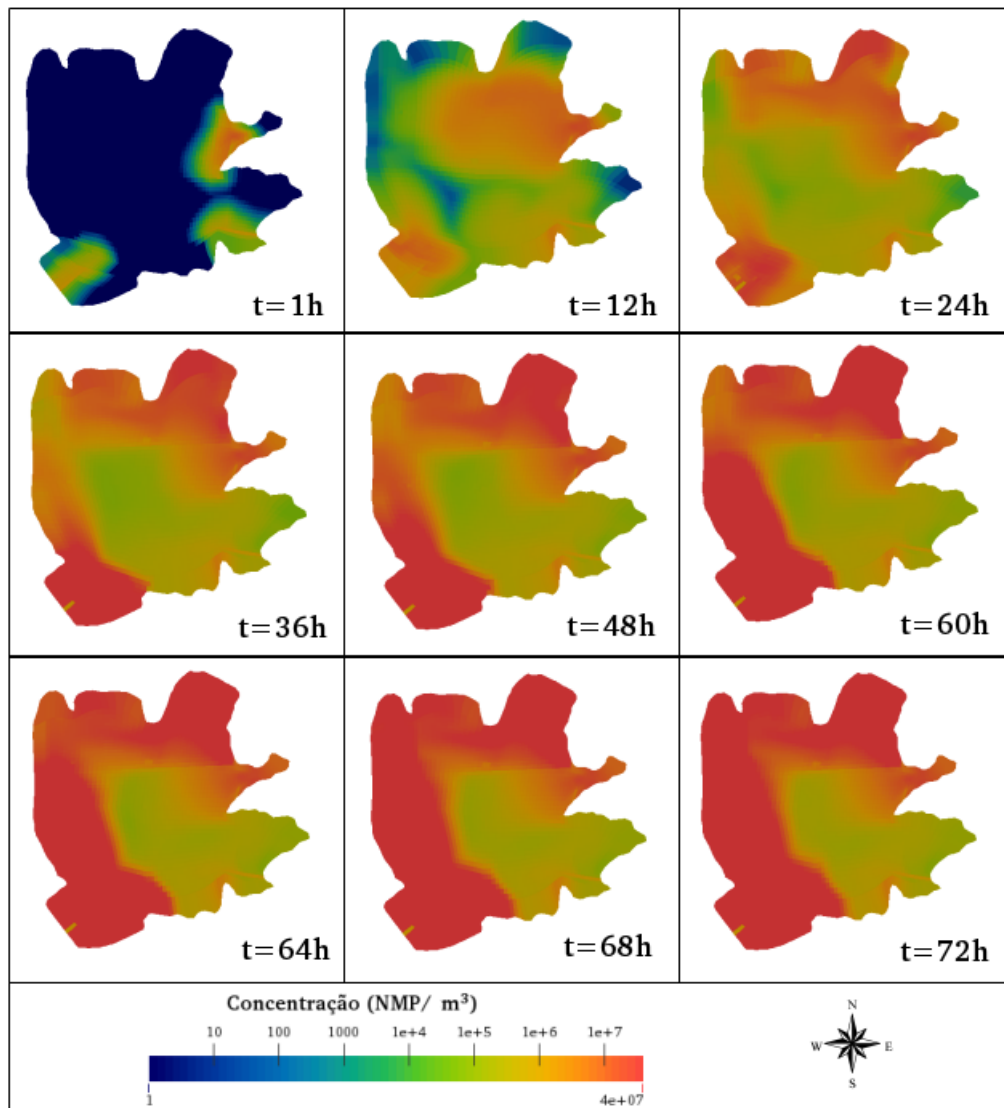 t=1h
t=12h
t=24h
t=36h
t=48h
t=60h
t=64h
t=68h
t=72h
Concentração (NMP/ m³)
10 100 1000 1e+4 1e+5 1e+6 1e+7
1 4e+07
N
W E
S